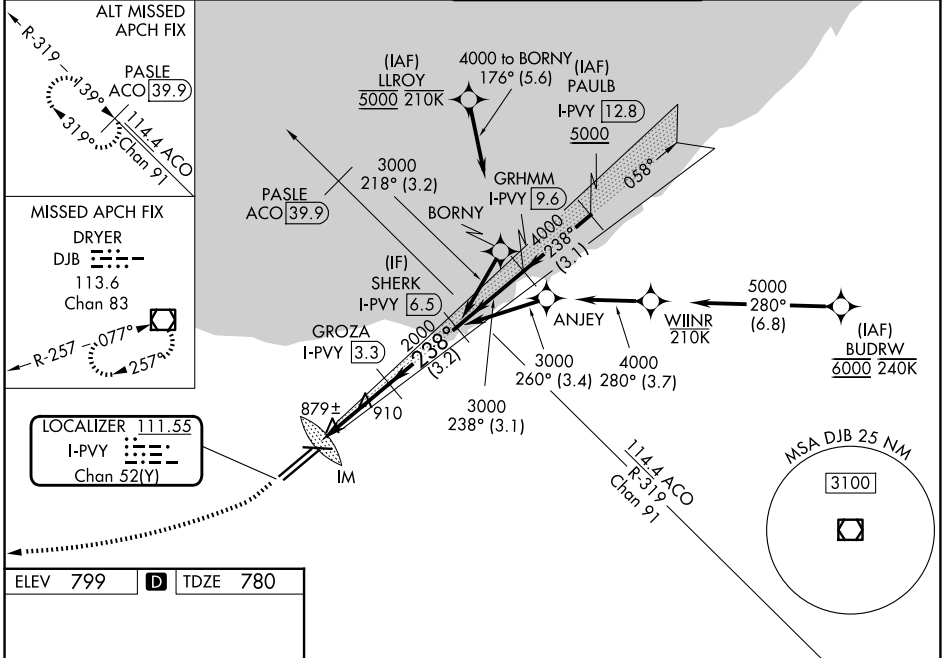 ALT MISSED
APCH FIX
R-319
139°
319°
PASLE
ACO 39.9
114.4 ACO
Chan 91
MISSED APCH FIX
DRYER
DJB
113.6
Chan 83
R-257
077°
257°
LOCALIZER 111.55
I-PVY
Chan 52(Y)
(IAF)
LLROY
5000 210K
4000 to BORNY
176° (5.6)
(IAF)
PAULB
I-PVY 12.8
5000
058°
3000
218° (3.2)
PASLE
ACO 39.9
GRHMM
I-PVY 9.6
BORNY
4000
238°
(3.1)
(IF)
SHERK
I-PVY 6.5
GROZA
I-PVY 3.3
2000
238°
(3.2)
ANJEY
WIINR
210K
5000
280°
(6.8)
(IAF)
BUDRW
6000 240K
3000
260° (3.4)
4000
280° (3.7)
3000
238° (3.1)
879±
910
IM
114.4 ACO
R-319
Chan 91
MSA DJB 25 NM
3100
ELEV 799 D TDZE 780